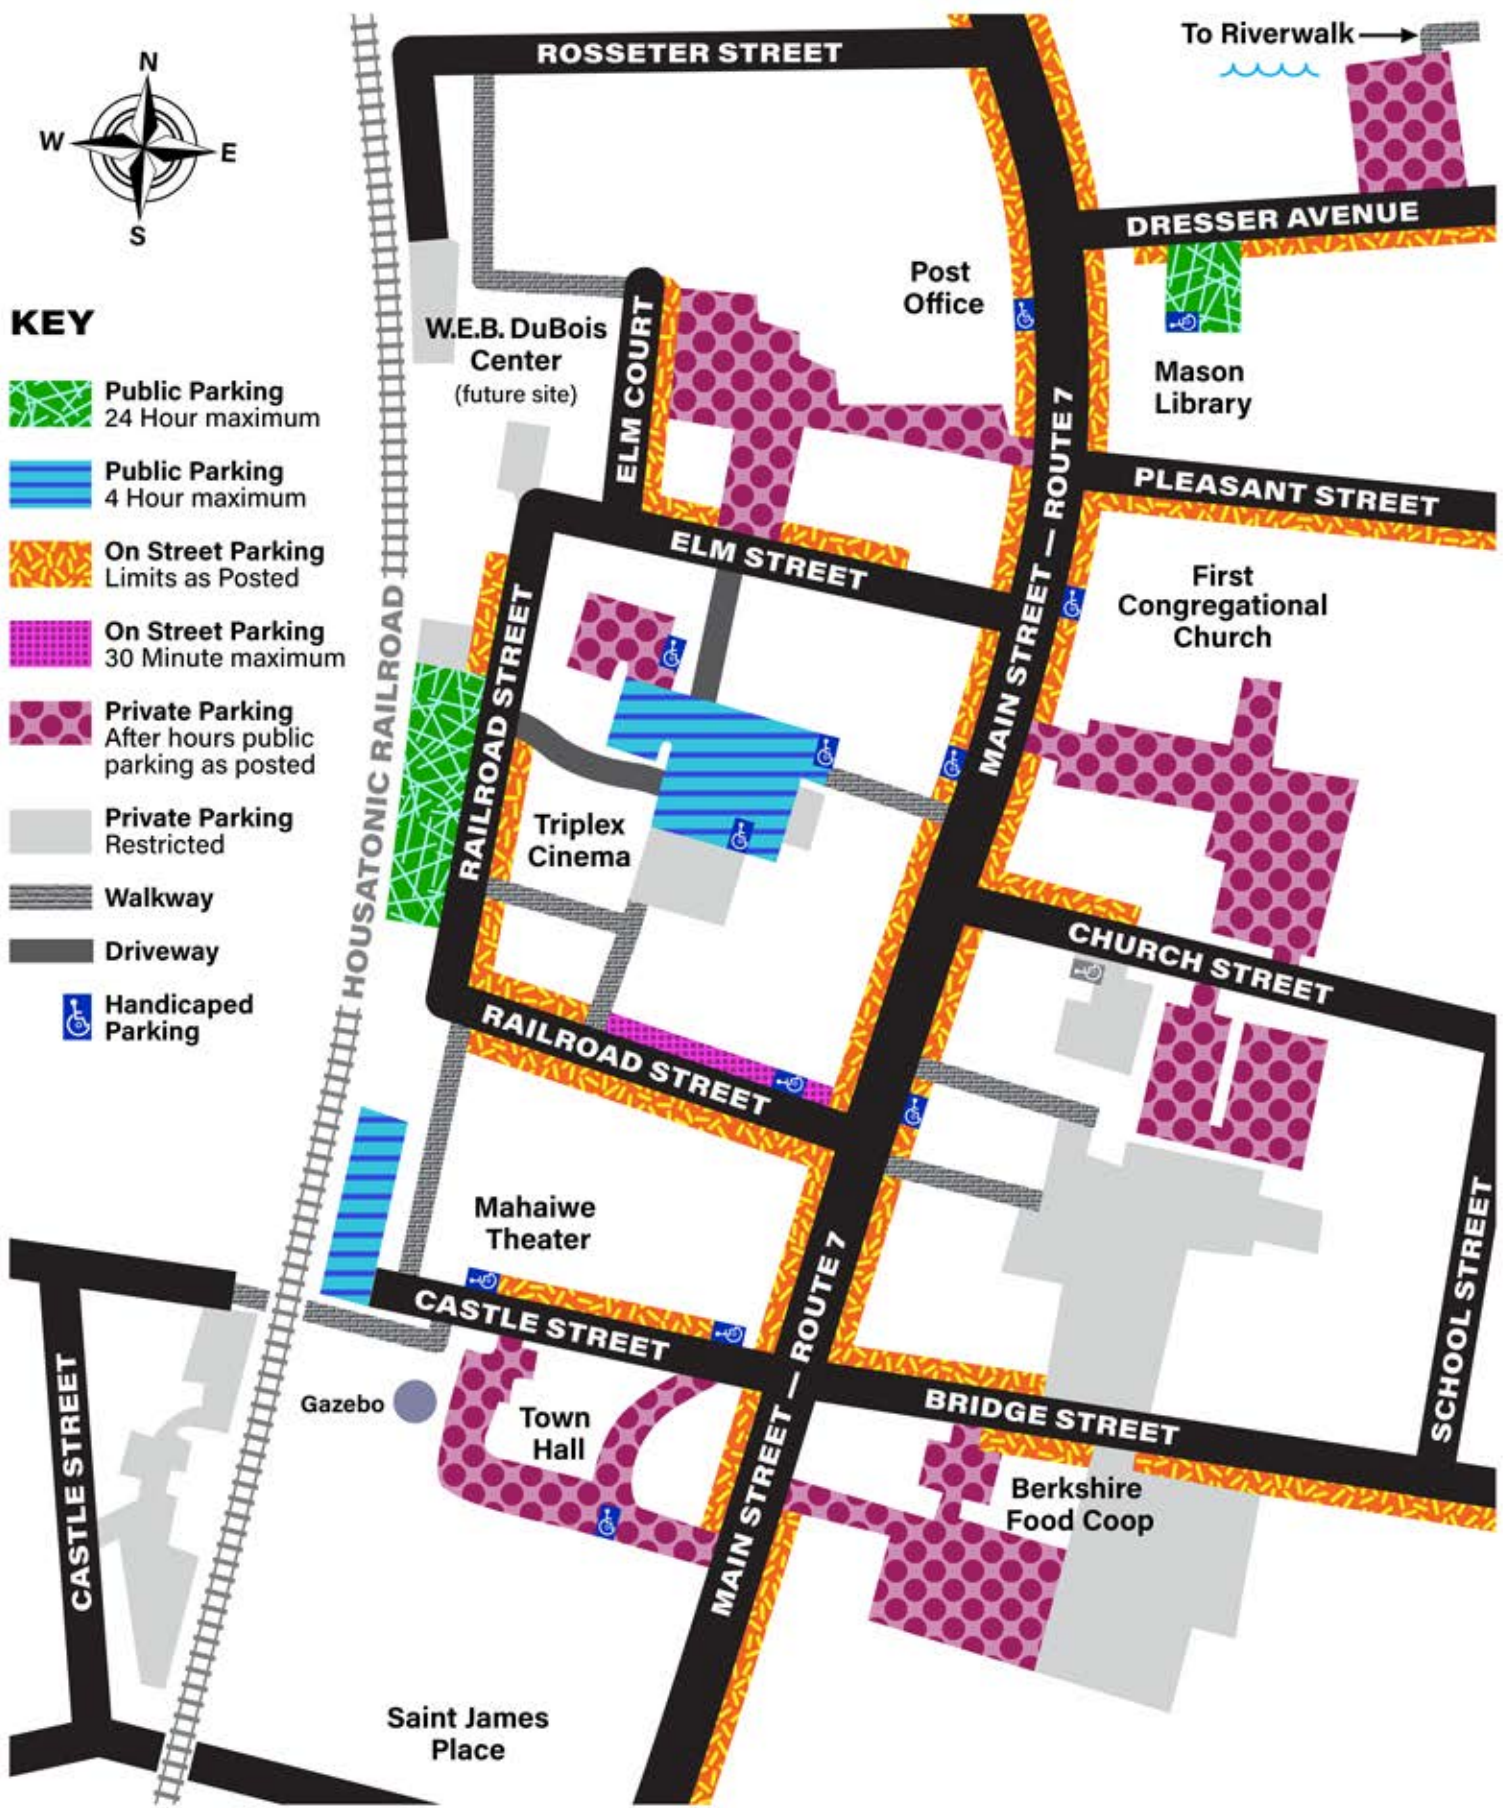 ROSSETER STREET
To Riverwalk
N
W
E
S
DRESSER AVENUE
Post
Office
KEY
W.E.B. DuBois
Center
(future site)
ELM COURT
Mason
Library
Public Parking
24 Hour maximum
Public Parking
4 Hour maximum
On Street Parking
Limits as Posted
On Street Parking
30 Minute maximum
Private Parking
After hours public
parking as posted
Private Parking
Restricted
Walkway
Driveway
Handicaped
Parking
PLEASANT STREET
ELM STREET
First
Congregational
Church
MAIN STREET — ROUTE 7
HOUSATONIC RAILROAD
RAILROAD STREET
Triplex
Cinema
CHURCH STREET
RAILROAD STREET
Mahaiwe
Theater
SCHOOL STREET
CASTLE STREET
MAIN STREET — ROUTE 7
Gazebo
Town
Hall
BRIDGE STREET
Berkshire
Food Coop
CASTLE STREET
Saint James
Place